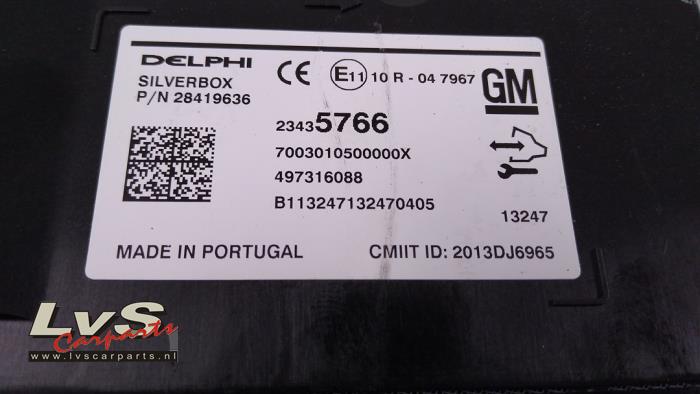 DELPHI
SILVERBOX
P/N 28419636
CE
E11 10 R - 04 7967
GM
23435766
7003010500000X
497316088
B113247132470405
13247
MADE IN PORTUGAL
CMIIT ID: 2013DJ6965
LvS
Carparts
www.lvscarparts.nl